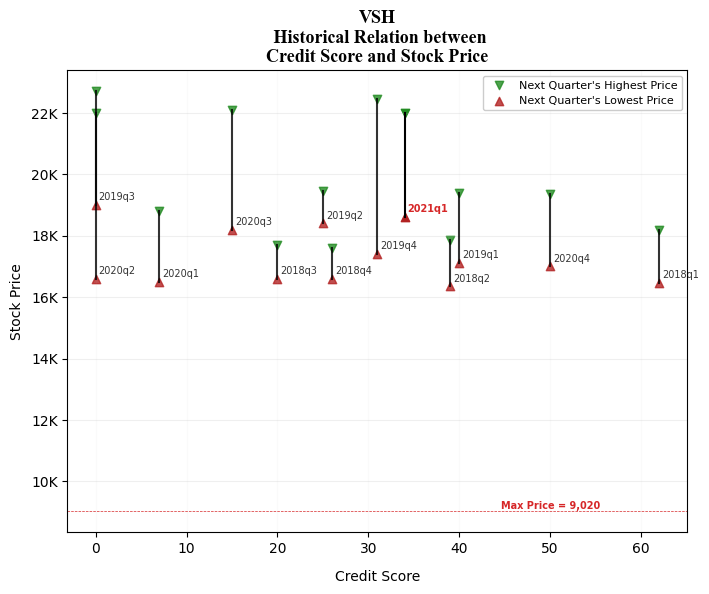 VSH
Historical Relation between
Credit Score and Stock Price
Next Quarter's Highest Price
Next Quarter's Lowest Price
22K
20K
18K
16K
14K
12K
10K
Stock Price
2019q3
2020q2
2020q1
2020q3
2018q3
2019q2
2018q4
2019q4
2021q1
2019q1
2018q2
2020q4
2018q1
Max Price = 9,020
0
10
20
30
40
50
60
Credit Score